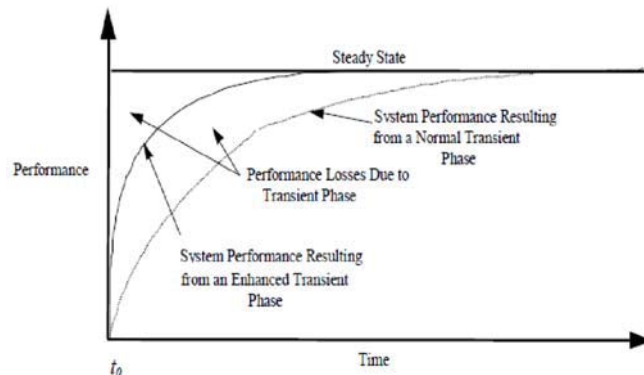 Steady State
System Performance Resulting
from a Normal Transient
Phase
Performance
Performance Losses Due to
Transient Phase
System Performance Resulting
from an Enhanced Transient
Phase
t0
Time